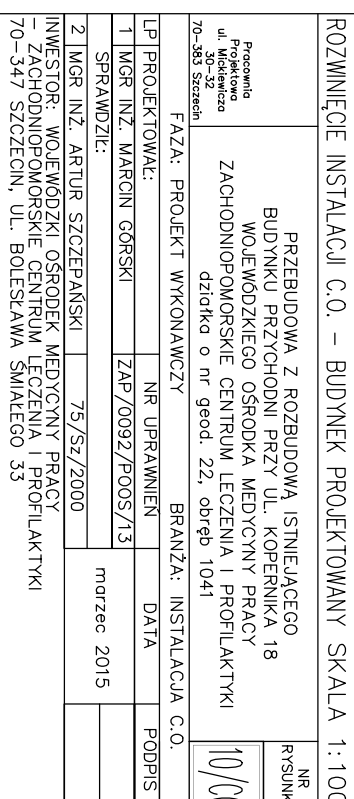 ROZWINIĘCIE INSTALACJI C.O. – BUDYNEK PROJEKTOWANY SKALA 1:100
Pracownia
Projektowa
ul. Mickiewicza
30–32
70–383 Szczecin
PRZEBUDOWA Z ROZBUDOWĄ ISTNIEJĄCEGO
BUDYNKU PRZYCHODNI PRZY UL. KOPERNIKA 18
WOJEWÓDZKIEGO OŚRODKA MEDYCYNY PRACY
ZACHODNIOPOMORSKIE CENTRUM LECZENIA I PROFILAKTYKI
działka o nr geod. 22, obręb 1041
NR
RYSUNK
FAZA: PROJEKT WYKONAWCZY BRANŻA: INSTALACJA C.O.
LP PROJEKTOWAŁ: NR UPRAWNIEŃ DATA PODPIS
1 MGR INŻ. MARCIN GÓRSKI ZAP/0092/POOS/13 marzec 2015
SPRAWDZIŁ:
2 MGR INŻ. ARTUR SZCZEPAŃSKI 75/Sz/2000
INWESTOR: WOJEWÓDZKI OŚRODEK MEDYCYNY PRACY
– ZACHODNIOPOMORSKIE CENTRUM LECZENIA I PROFILAKTYKI
70–347 SZCZECIN, UL. BOLESŁAWA ŚMIAŁEGO 33